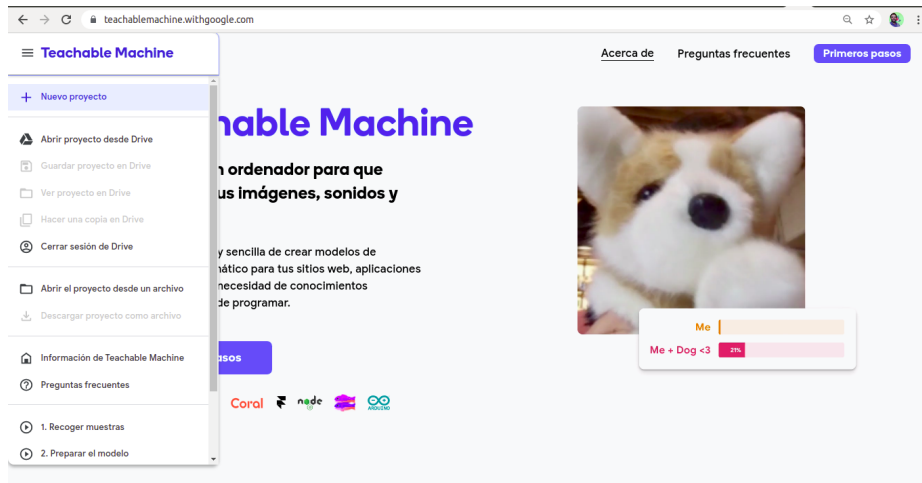 teachablemachine.withgoogle.com
Teachable Machine
Acerca de
Preguntas frecuentes
Primeros pasos
Nuevo proyecto
Abrir proyecto desde Drive
Guardar proyecto en Drive
Ver proyecto en Drive
Hacer una copia en Drive
Cerrar sesión de Drive
Abrir el proyecto desde un archivo
Descargar proyecto como archivo
Información de Teachable Machine
Preguntas frecuentes
1. Recoger muestras
2. Preparar el modelo
hable Machine
n ordenador para que
us imágenes, sonidos y
y sencilla de crear modelos de
nático para tus sitios web, aplicaciones
necesidad de conocimientos
de programar.
asos
Coral
node
ARDUINO
Me
Me + Dog <3
21%